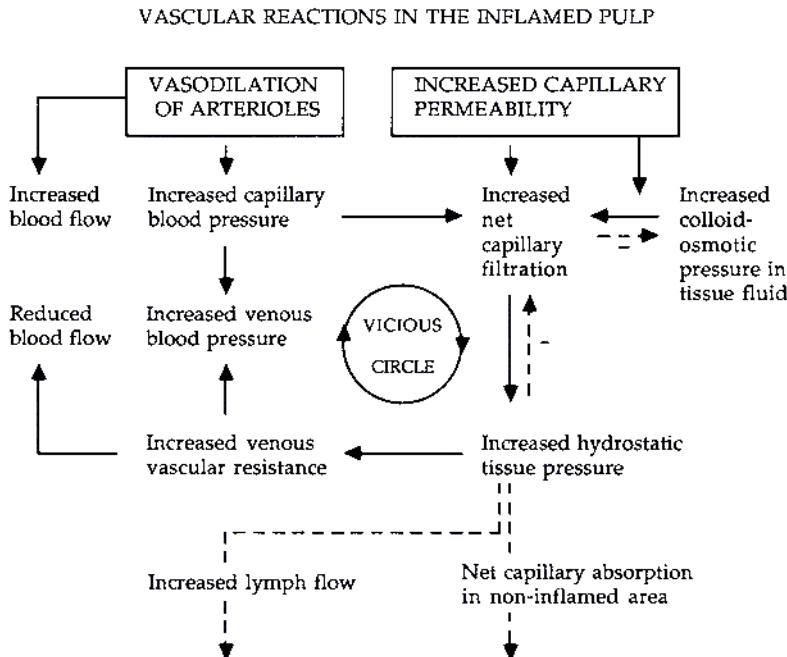 VASCULAR REACTIONS IN THE INFLAMED PULP
VASODILATION
OF ARTERIOLES
INCREASED CAPILLARY
PERMEABILITY
Increased
blood flow
Increased capillary
blood pressure
Increased
net
capillary
filtration
Increased
colloid-
osmotic
pressure in
tissue fluid
Reduced
blood flow
Increased venous
blood pressure
VICIOUS
CIRCLE
Increased venous
vascular resistance
Increased hydrostatic
tissue pressure
Increased lymph flow
Net capillary absorption
in non-inflamed area